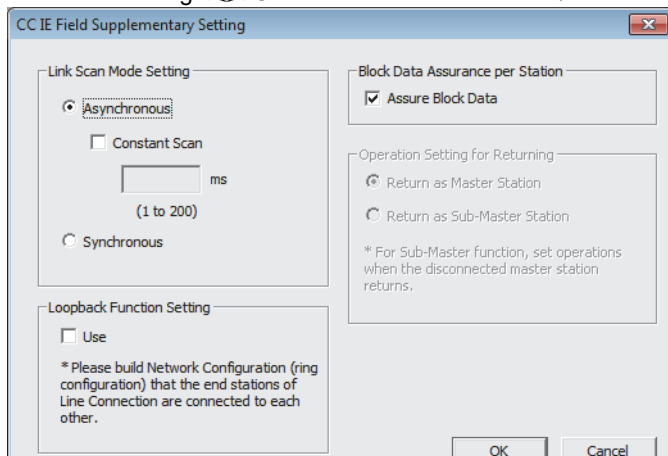 CC IE Field Supplementary Setting
Link Scan Mode Setting
Asynchronous
Constant Scan
ms
(1 to 200)
Synchronous
Loopback Function Setting
Use
* Please build Network Configuration (ring
configuration) that the end stations of
Line Connection are connected to each
other.
Block Data Assurance per Station
Assure Block Data
Operation Setting for Returning
Return as Master Station
Return as Sub-Master Station
* For Sub-Master function, set operations
when the disconnected master station
returns.
OK
Cancel